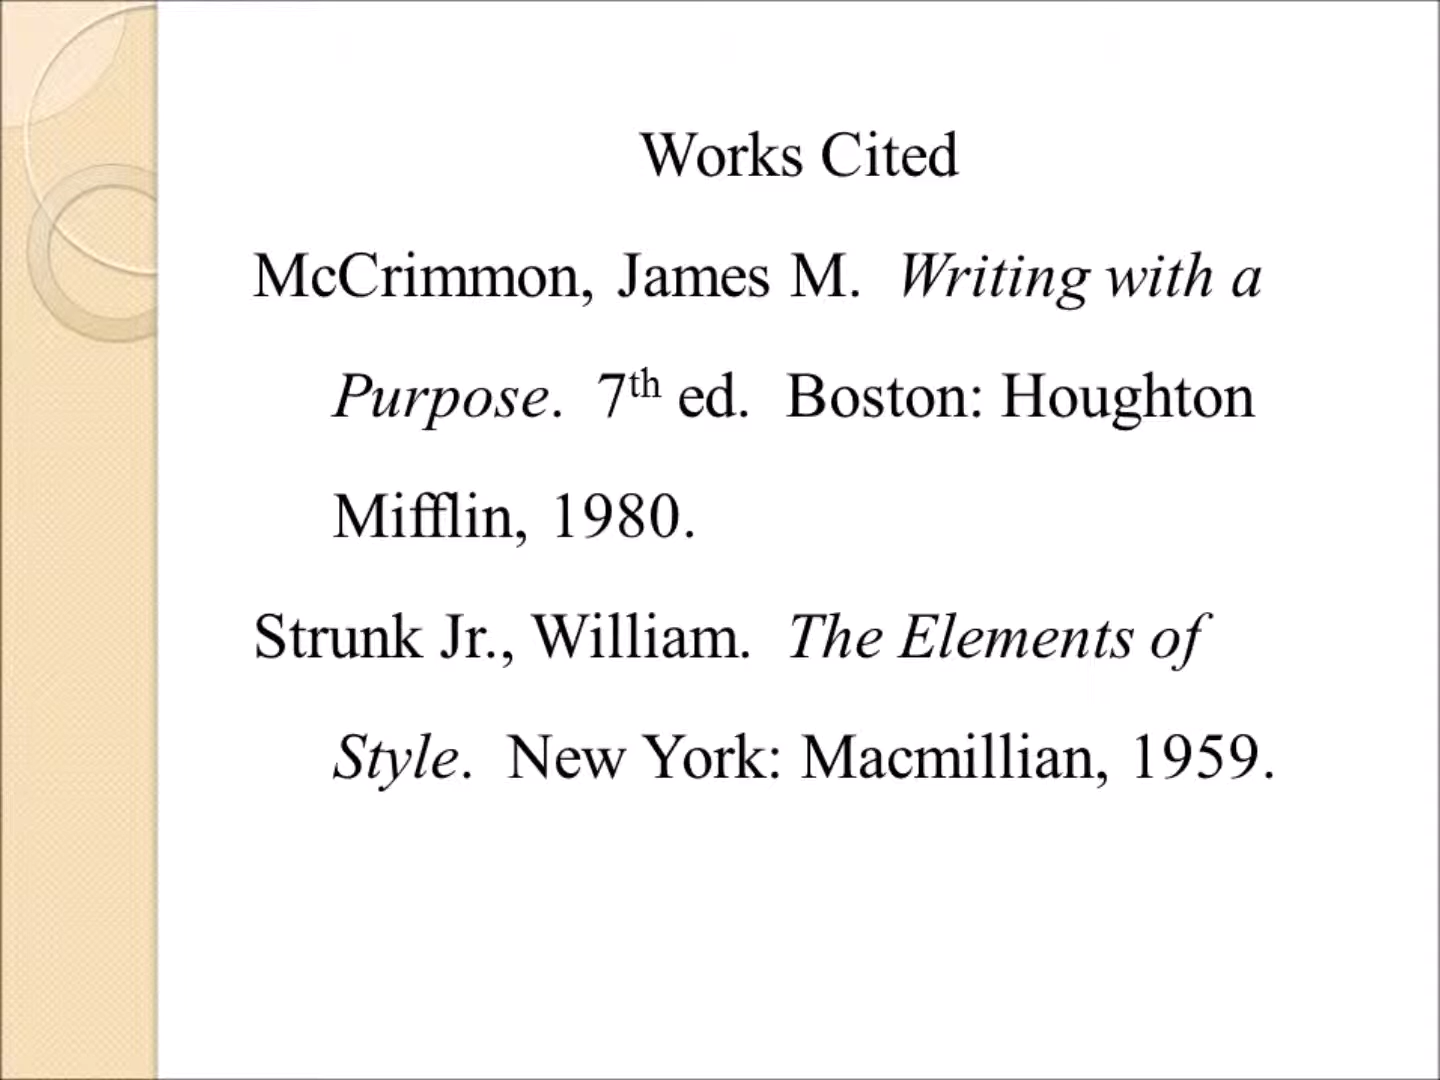 Works Cited
McCrimmon, James M.  Writing with a
Purpose.  7th ed.  Boston: Houghton
Mifflin, 1980.
Strunk Jr., William.  The Elements of
Style.  New York: Macmillian, 1959.